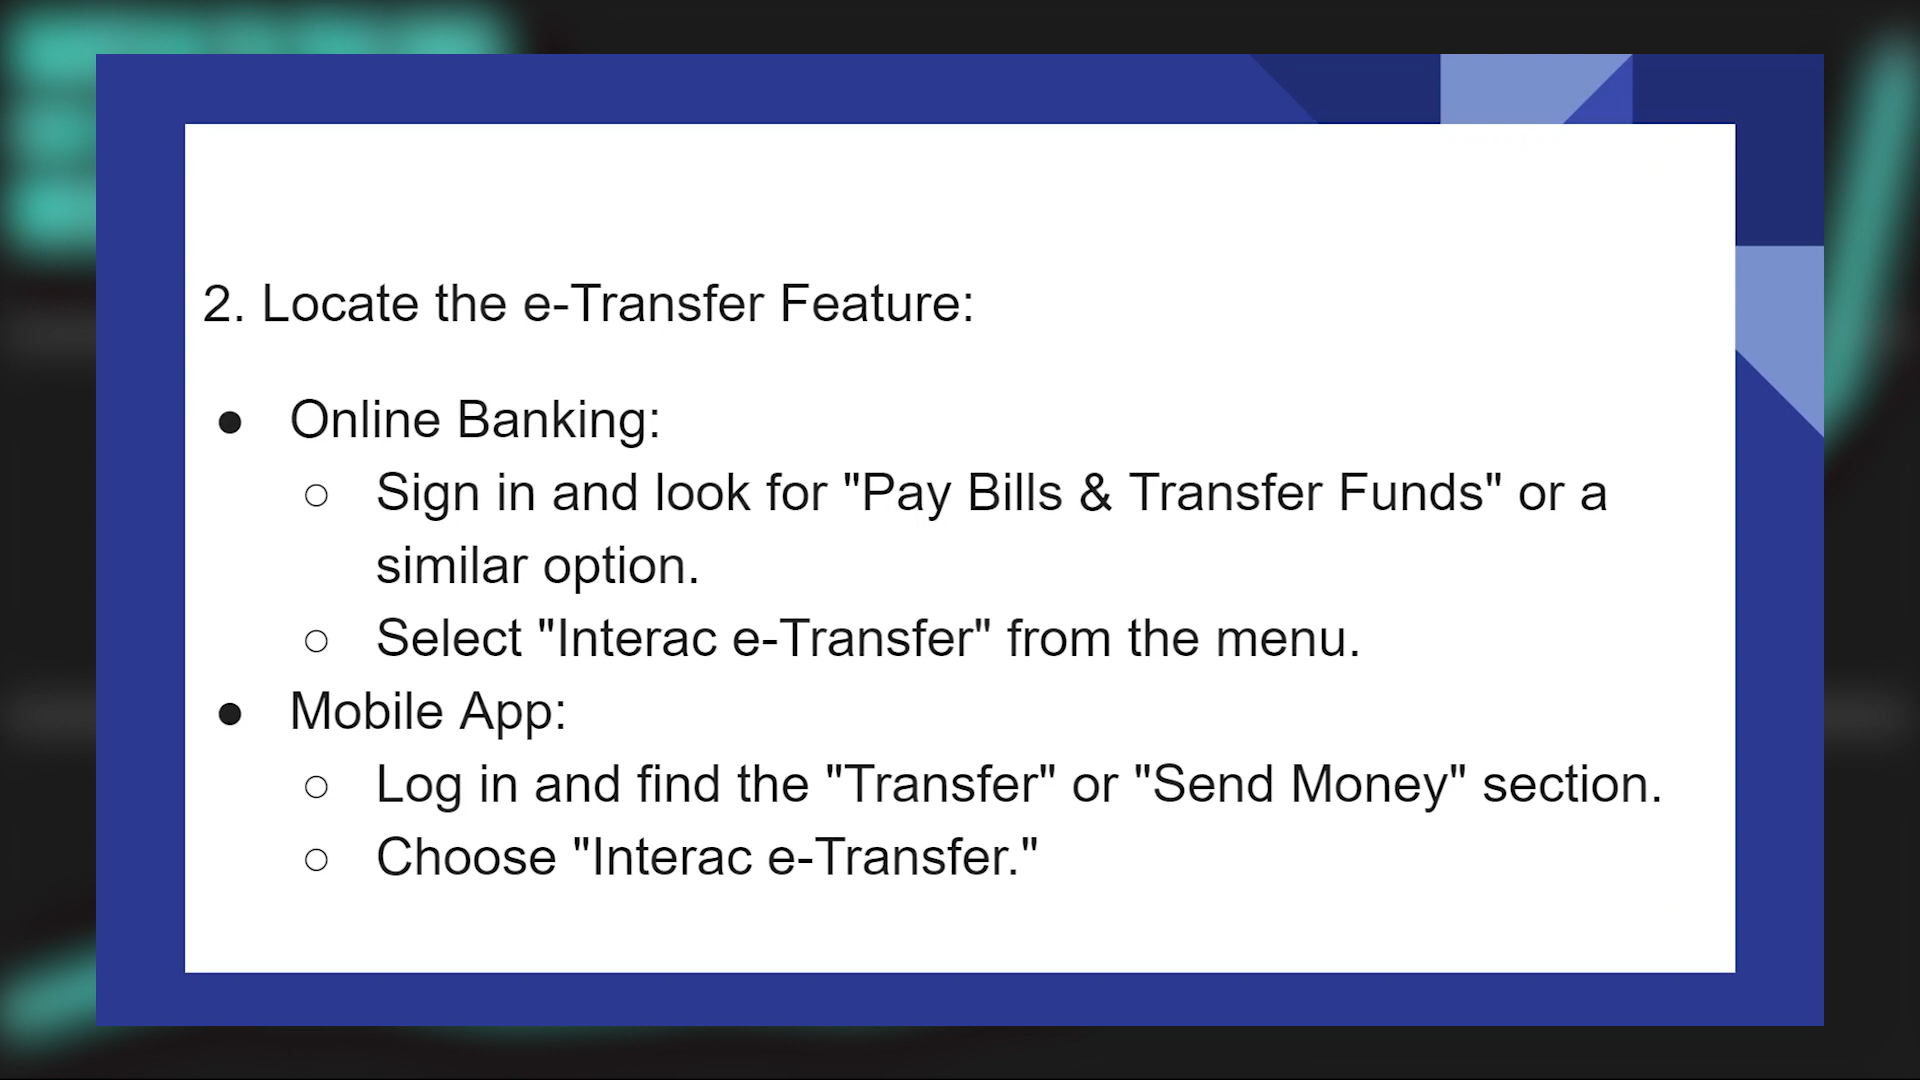 2. Locate the e-Transfer Feature:
● Online Banking:
○ Sign in and look for "Pay Bills & Transfer Funds" or a
similar option.
○ Select "Interac e-Transfer" from the menu.
● Mobile App:
○ Log in and find the "Transfer" or "Send Money" section.
○ Choose "Interac e-Transfer."